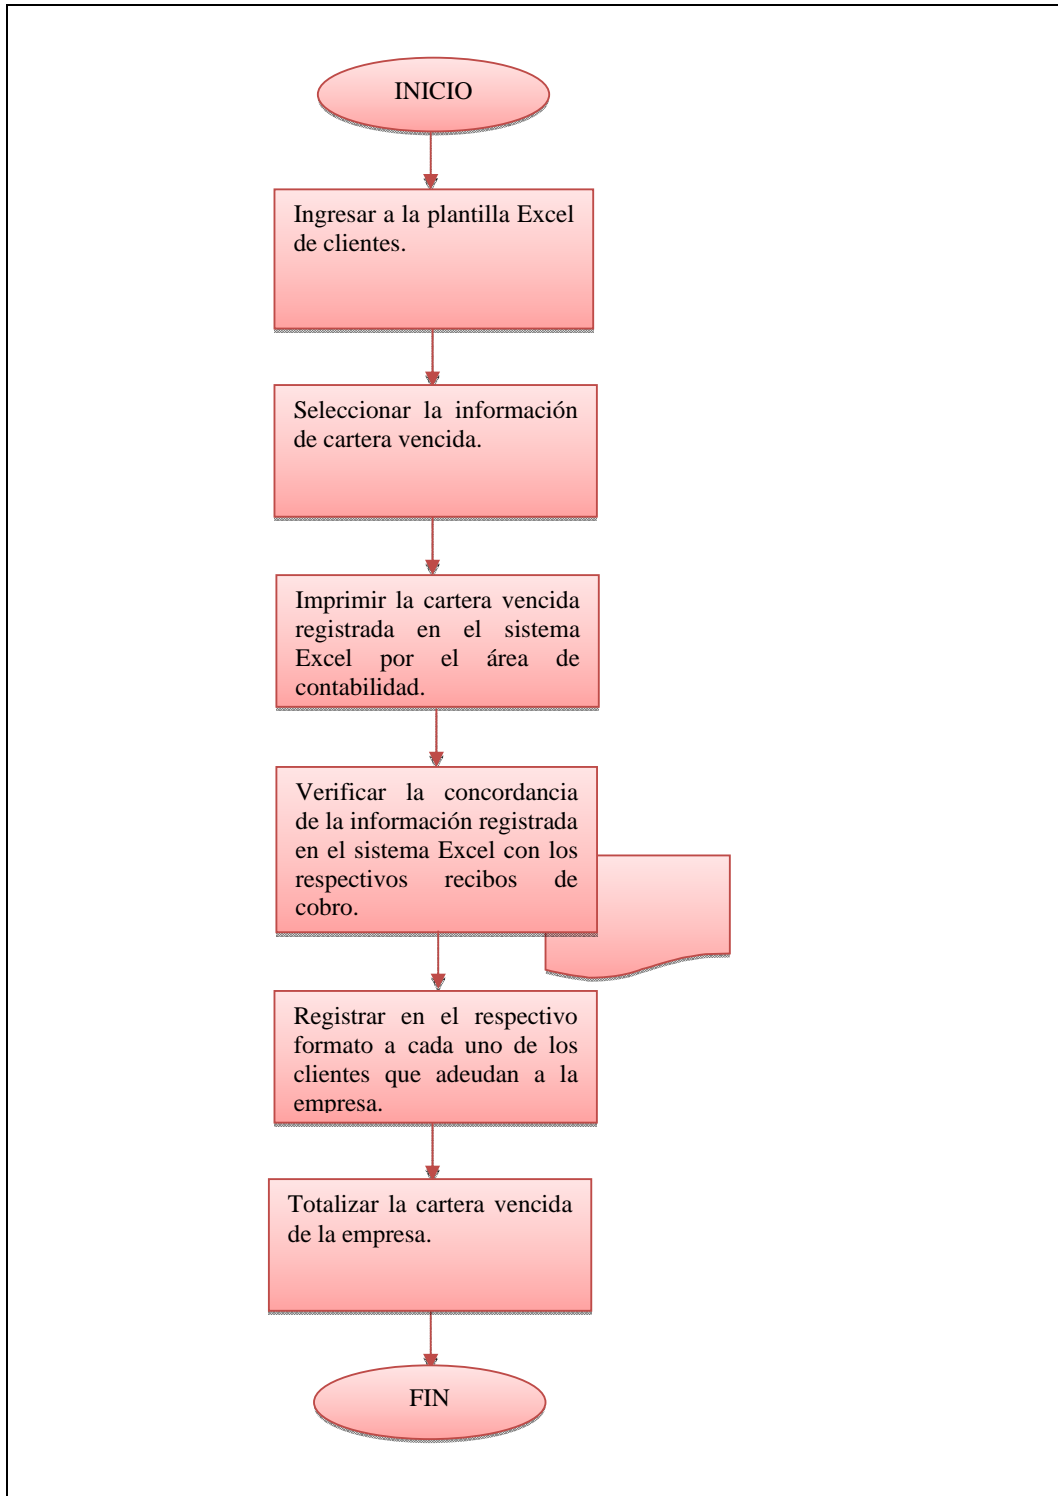 INICIO
Ingresar a la plantilla Excel
de clientes.
Seleccionar la información
de cartera vencida.
Imprimir la cartera vencida
registrada en el sistema
Excel por el área de
contabilidad.
Verificar la concordancia
de la información registrada
en el sistema Excel con los
respectivos recibos de
cobro.
Registrar en el respectivo
formato a cada uno de los
clientes que adeudan a la
empresa.
Totalizar la cartera vencida
de la empresa.
FIN